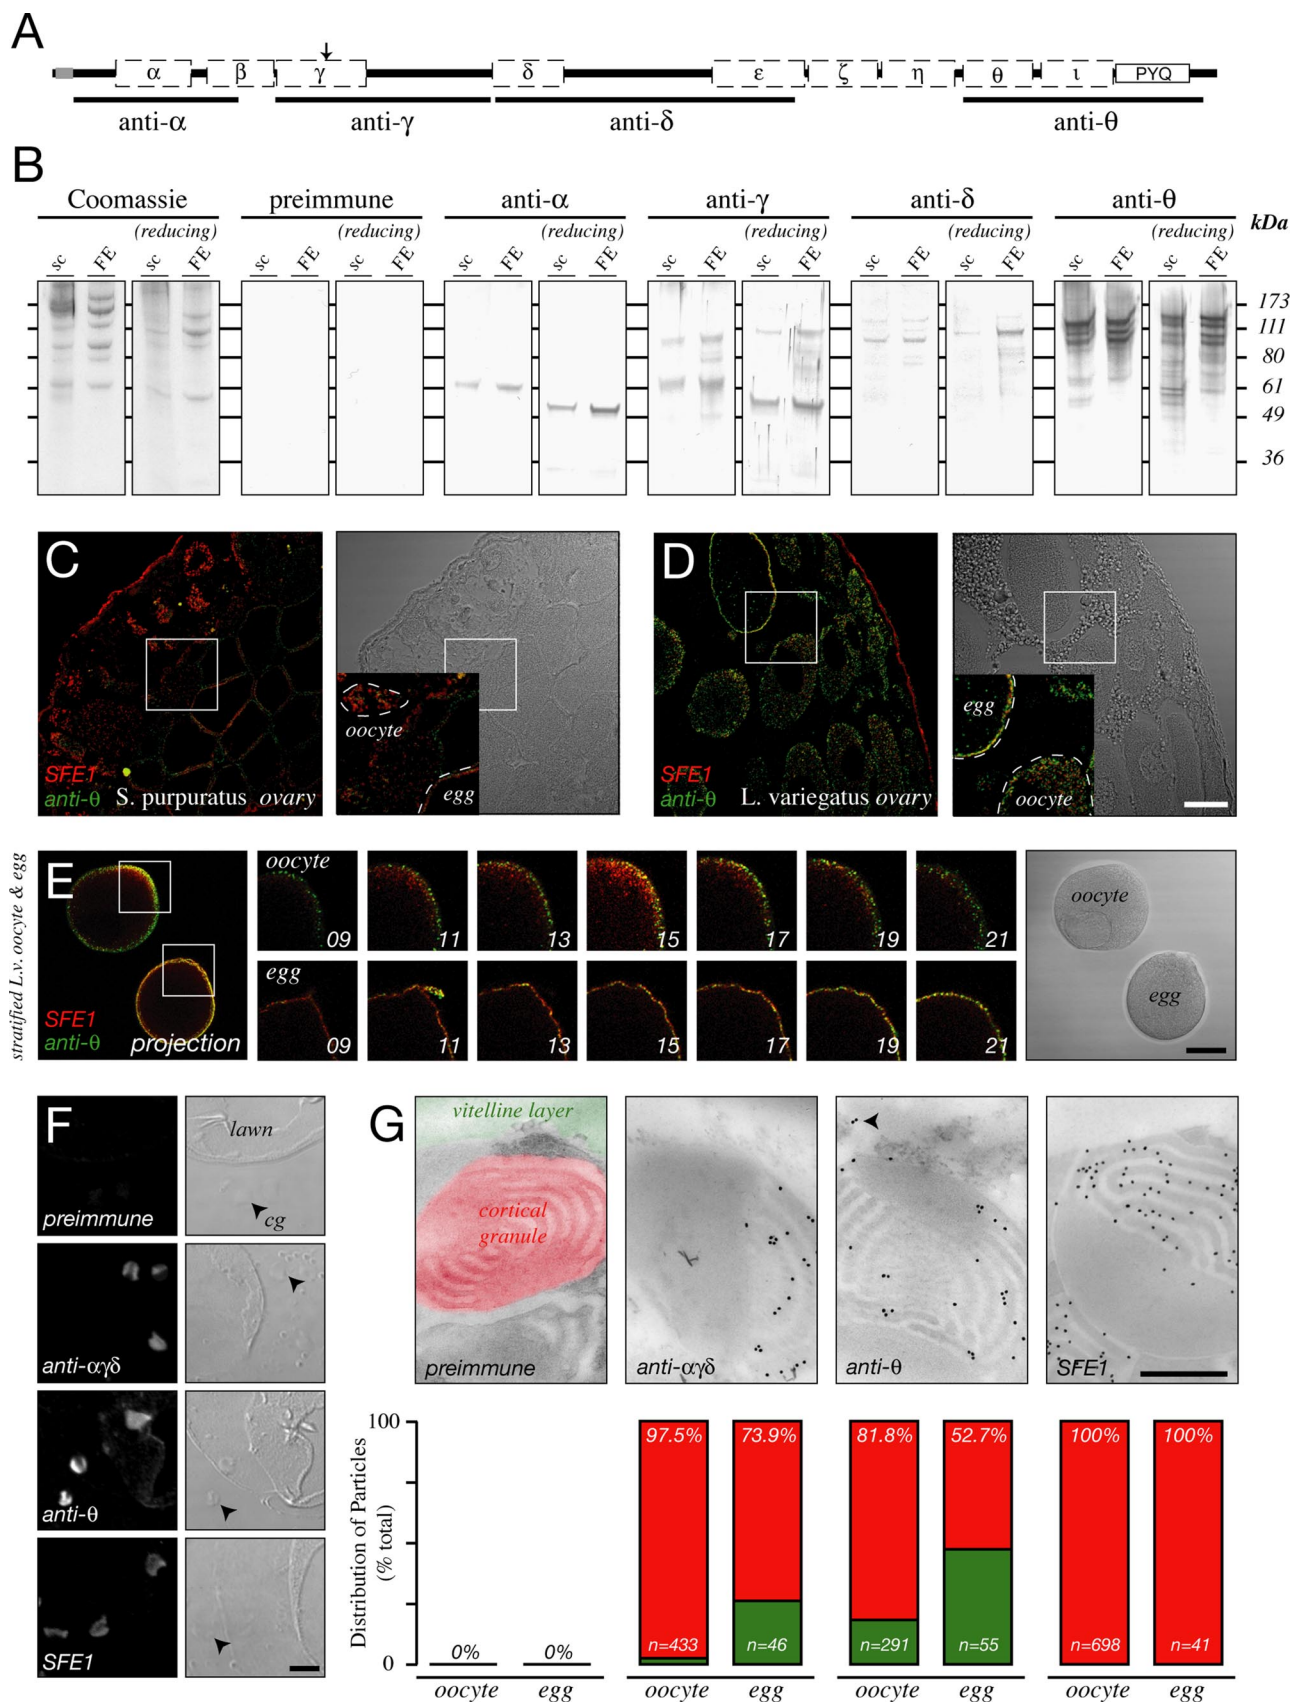 A
α β γ δ ε ζ η θ ι PYQ
anti-α anti-γ anti-δ anti-θ
B
Coomassie preimmune anti-α anti-γ anti-δ anti-θ
(reducing) (reducing) (reducing) (reducing) (reducing) (reducing) kDa
sc FE sc FE sc FE sc FE sc FE sc FE sc FE sc FE sc FE sc FE sc FE sc FE
173
111
80
61
49
36
C
SFE1
anti-θ S. purpuratus ovary
oocyte
egg
D
SFE1
anti-θ L. variegatus ovary
egg
oocyte
stratified L.v. oocyte & egg
E
SFE1
anti-θ projection
oocyte
09 11 13 15 17 19 21
egg
09 11 13 15 17 19 21
oocyte
egg
F
preimmune
lawn
cg
anti-αγδ
anti-θ
SFE1
G
vitelline layer
cortical
granule
preimmune
anti-αγδ
anti-θ
SFE1
Distribution of Particles
(% total)
100
0
0% 0% 97.5% 73.9% 81.8% 52.7% 100% 100%
n=433 n=46 n=291 n=55 n=698 n=41
oocyte egg oocyte egg oocyte egg oocyte egg